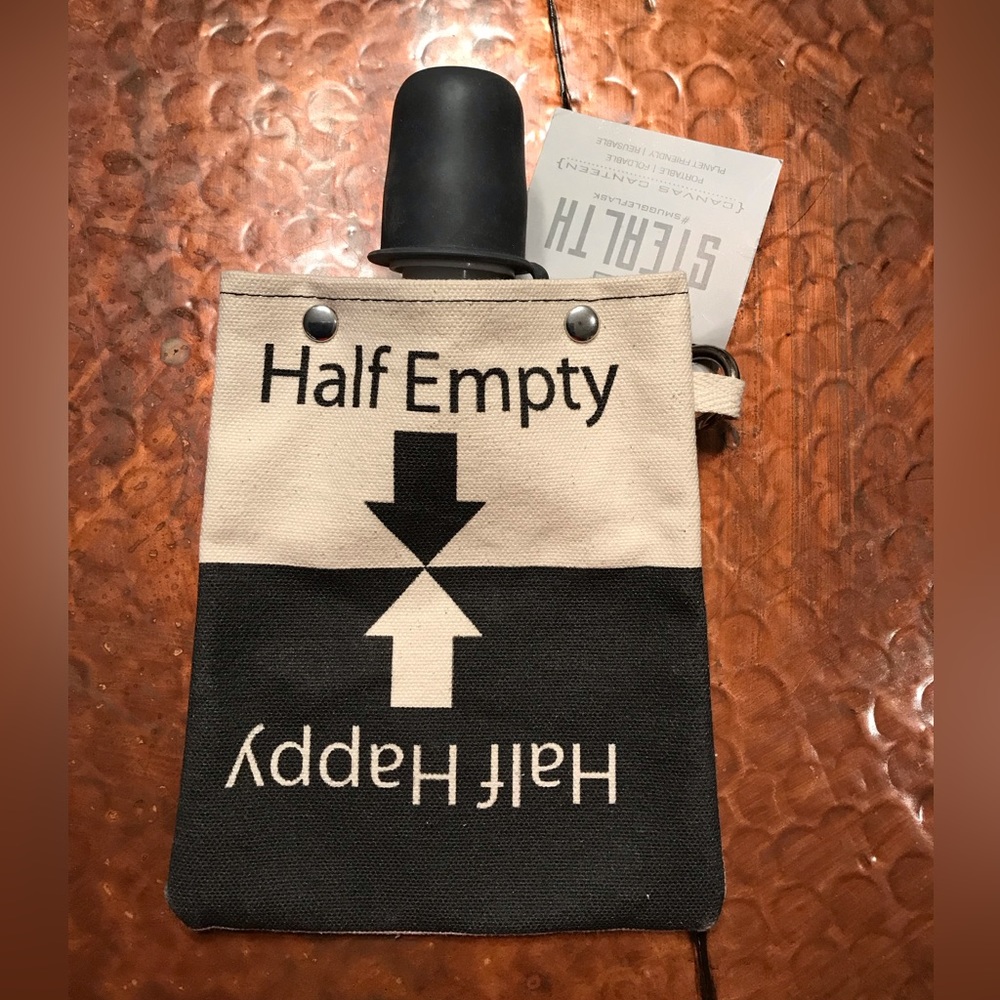 Half Empty
Half Happy
STEALTH
#SMUGGLEFLASK
{CANVAS CANTEEN}
PORTABLE | FOLDABLE
PLANET FRIENDLY | REUSABLE